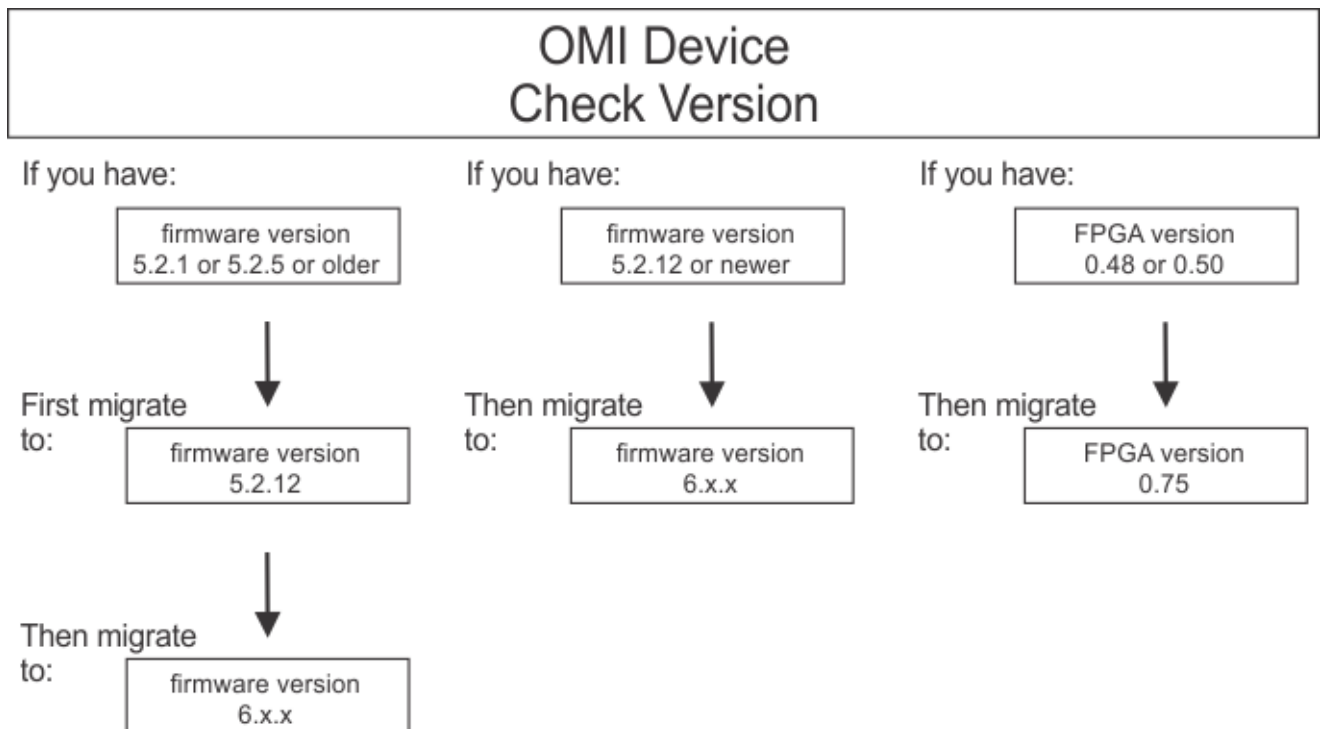 OMI Device
Check Version
If you have:
If you have:
If you have:
firmware version
5.2.1 or 5.2.5 or older
firmware version
5.2.12 or newer
FPGA version
0.48 or 0.50
First migrate
to:
firmware version
5.2.12
Then migrate
to:
firmware version
6.x.x
Then migrate
to:
FPGA version
0.75
Then migrate
to:
firmware version
6.x.x